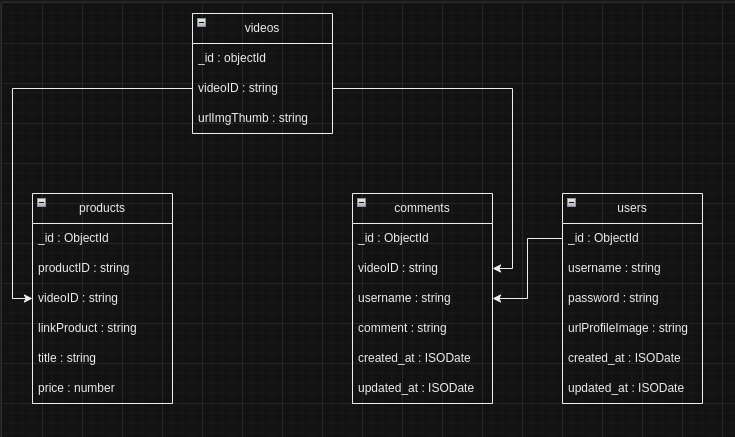 videos
_id : objectId
videoID : string
urlImgThumb : string
products
_id : ObjectId
productID : string
videoID : string
linkProduct : string
title : string
price : number
comments
_id : ObjectId
videoID : string
username : string
comment : string
created_at : ISODate
updated_at : ISODate
users
_id : ObjectId
username : string
password : string
urlProfileImage : string
created_at : ISODate
updated_at : ISODate